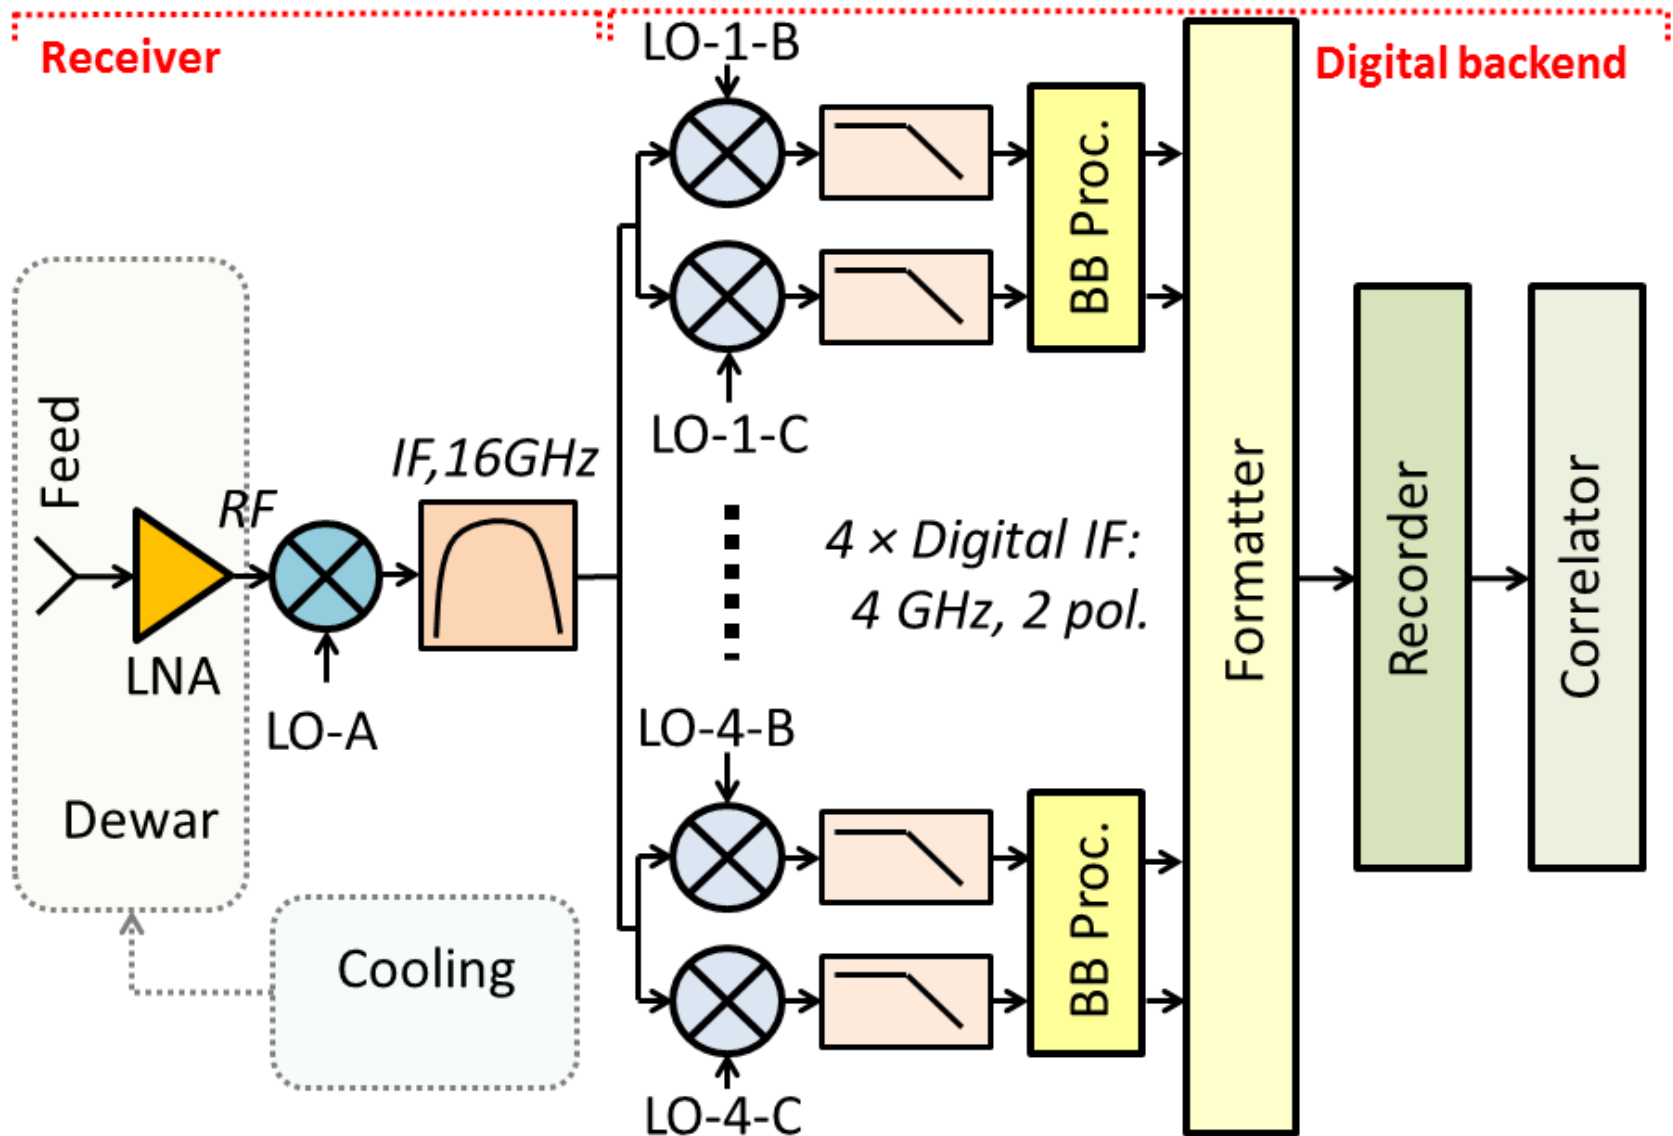 Receiver
LO-1-B
Digital backend
BB Proc.
LO-1-C
Feed
RF
IF,16GHz
LNA
LO-A
4 × Digital IF:
4 GHz, 2 pol.
Formatter
Recorder
Correlator
LO-4-B
Dewar
BB Proc.
Cooling
LO-4-C